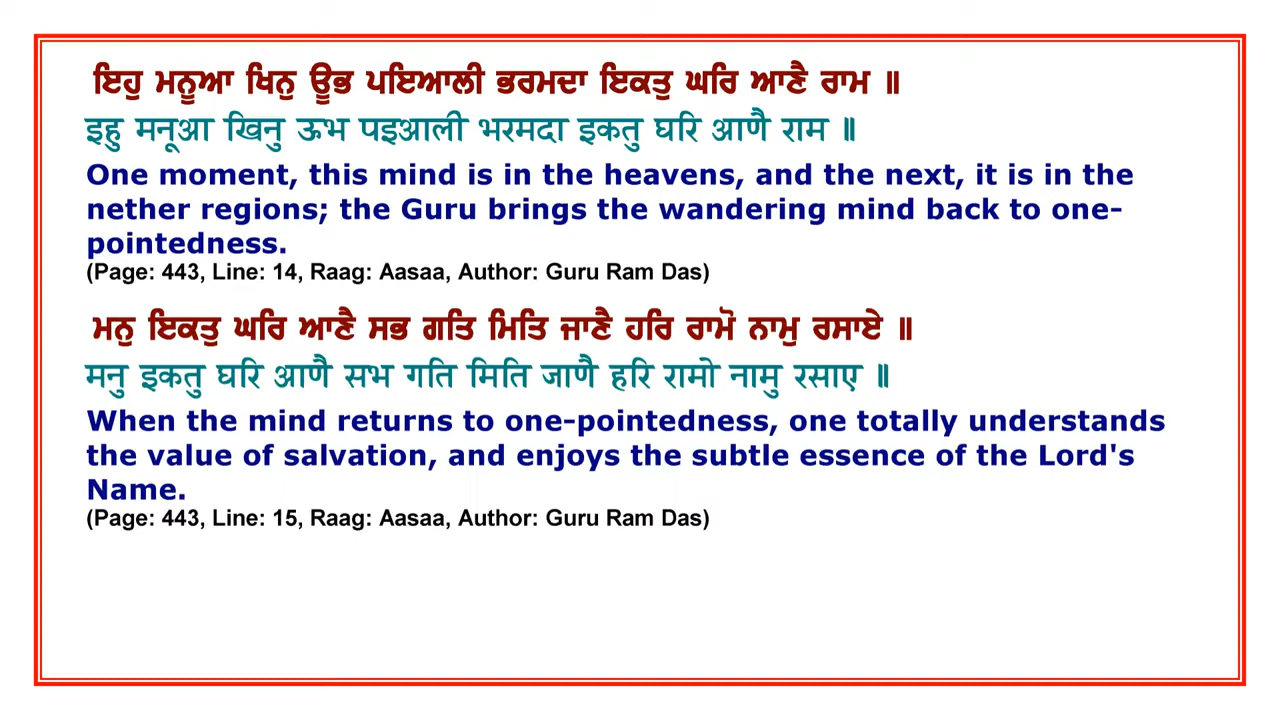 ਇਹੁ ਮਨੂਆ ਖਿਨੁ ਊਭ ਪਇਆਲੀ ਭਰਮਦਾ ਇਕਤੁ ਘਰਿ ਆਣੈ ਰਾਮ ॥
इहु मनूआ खिनु ऊभ पइआली भरमदा इकतु घरि आणै राम ॥
One moment, this mind is in the heavens, and the next, it is in the
nether regions; the Guru brings the wandering mind back to one-
pointedness.
(Page: 443, Line: 14, Raag: Aasaa, Author: Guru Ram Das)
ਮਨੁ ਇਕਤੁ ਘਰਿ ਆਣੈ ਸਭ ਗਤਿ ਮਿਤਿ ਜਾਣੈ ਹਰਿ ਰਾਮੋ ਨਾਮੁ ਰਸਾਏ ॥
मनु इकतु घरि आणै सभ गति मिति जाणै हरि रामो नामु रसाए ॥
When the mind returns to one-pointedness, one totally understands
the value of salvation, and enjoys the subtle essence of the Lord's
Name.
(Page: 443, Line: 15, Raag: Aasaa, Author: Guru Ram Das)